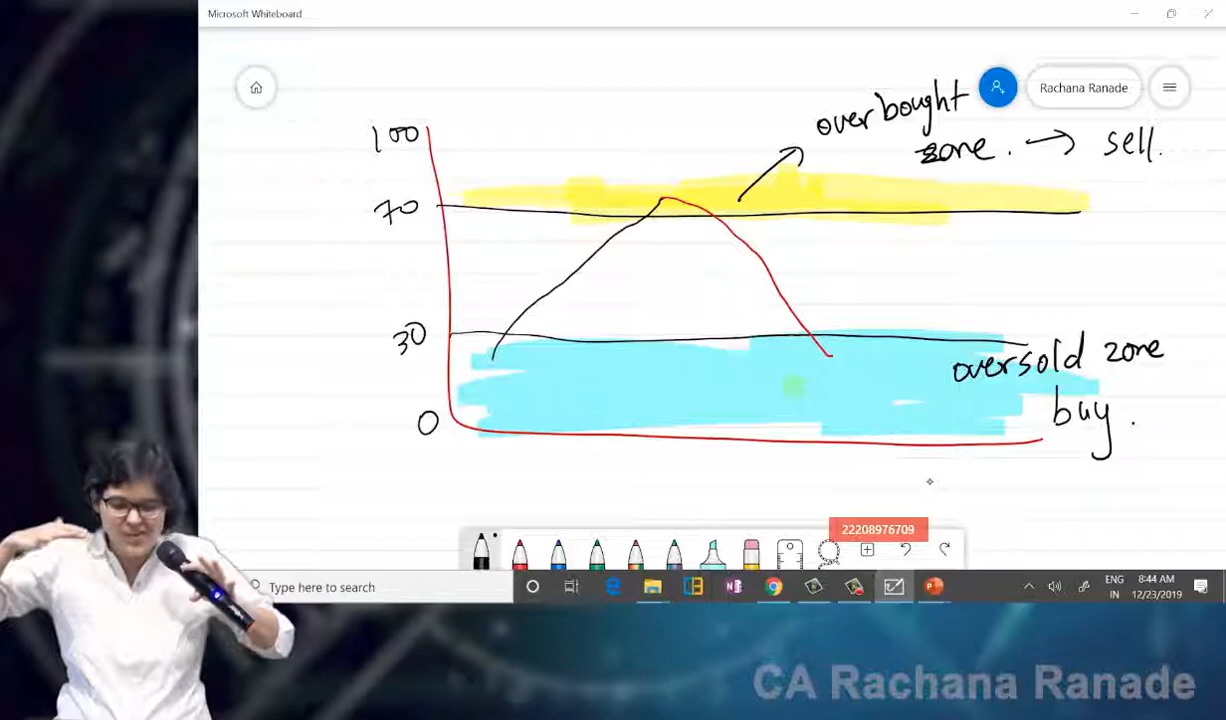 Microsoft Whiteboard
Rachana Ranade
100
overbought
zone. → sell.
70
30
oversold zone
buy.
0
22208976709
Type here to search
ENG
IN
8:44 AM
12/23/2019
CA Rachana Ranade